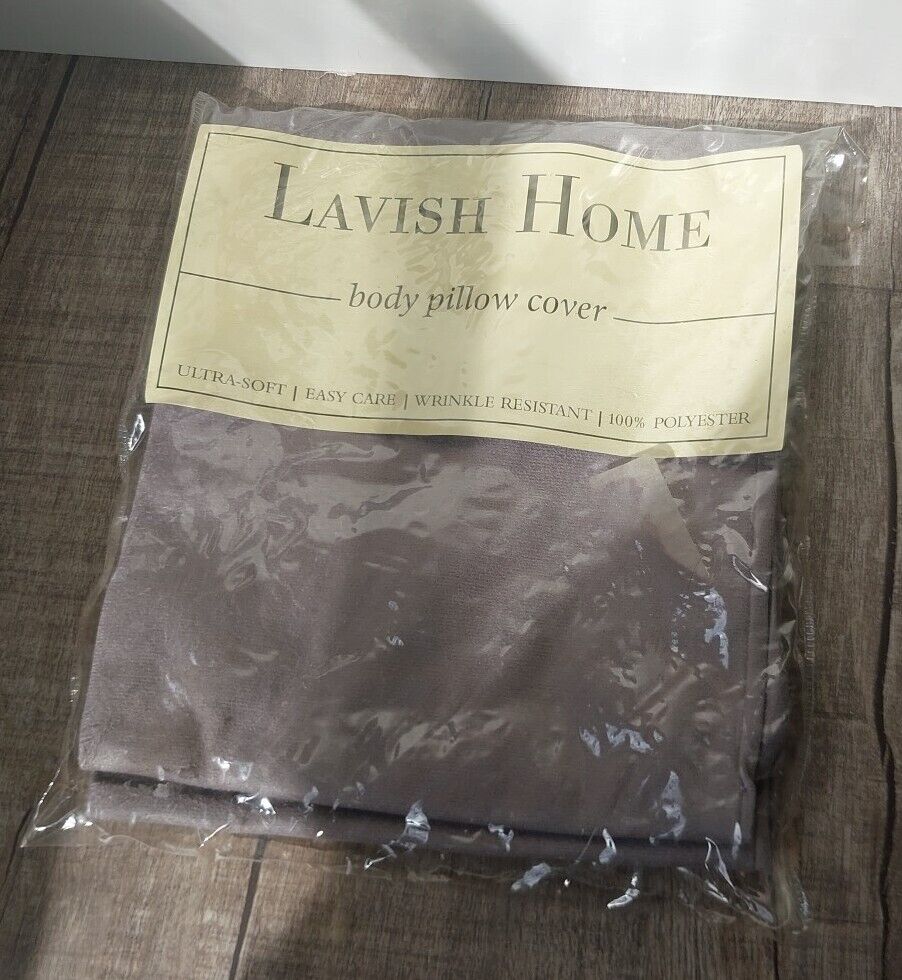 LAVISH HOME
body pillow cover
ULTRA-SOFT | EASY CARE | WRINKLE RESISTANT | 100% POLYESTER